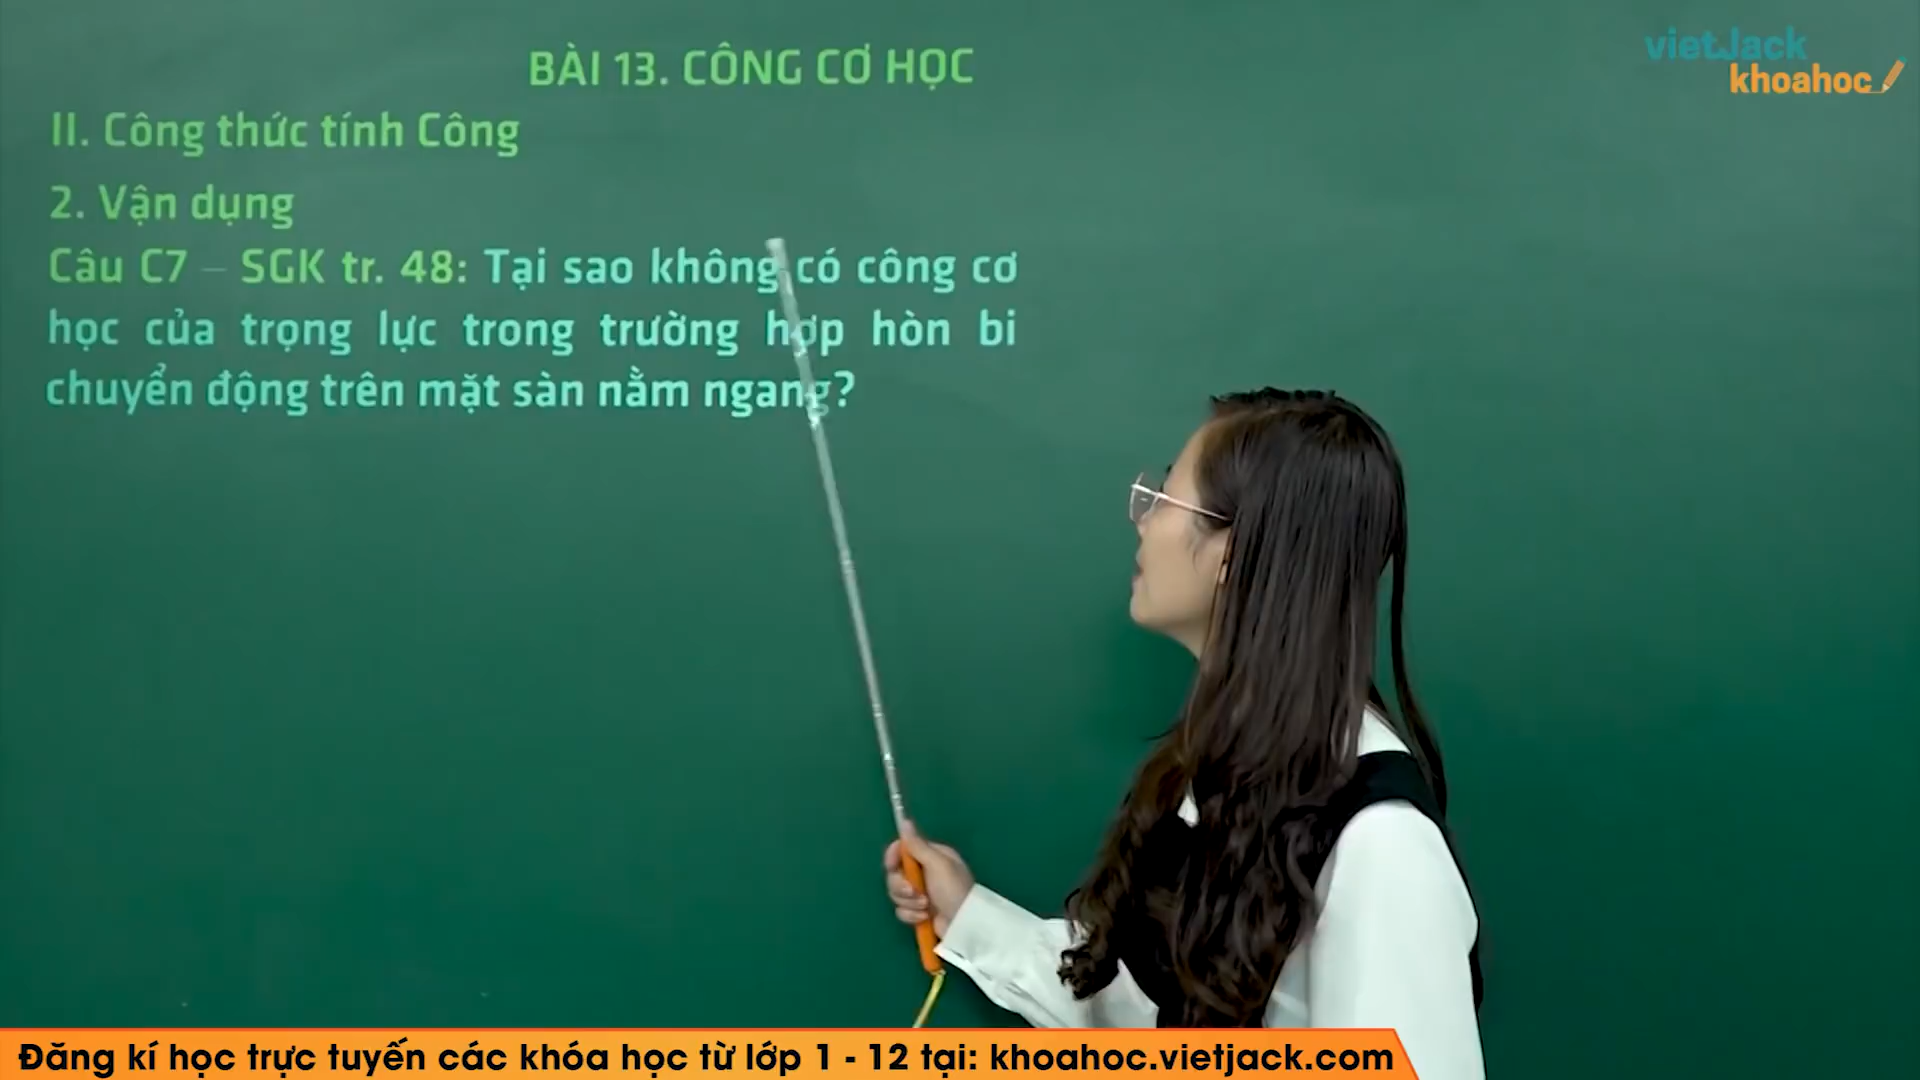 BÀI 13. CÔNG CƠ HỌC
vietJack
khoahoc
II. Công thức tính Công
2. Vận dụng
Câu C7 – SGK tr. 48: Tại sao không có công cơ
học của trọng lực trong trường hợp hòn bi
chuyển động trên mặt sàn nằm ngang?
Đăng kí học trực tuyến các khóa học từ lớp 1 - 12 tại: khoahoc.vietjack.com